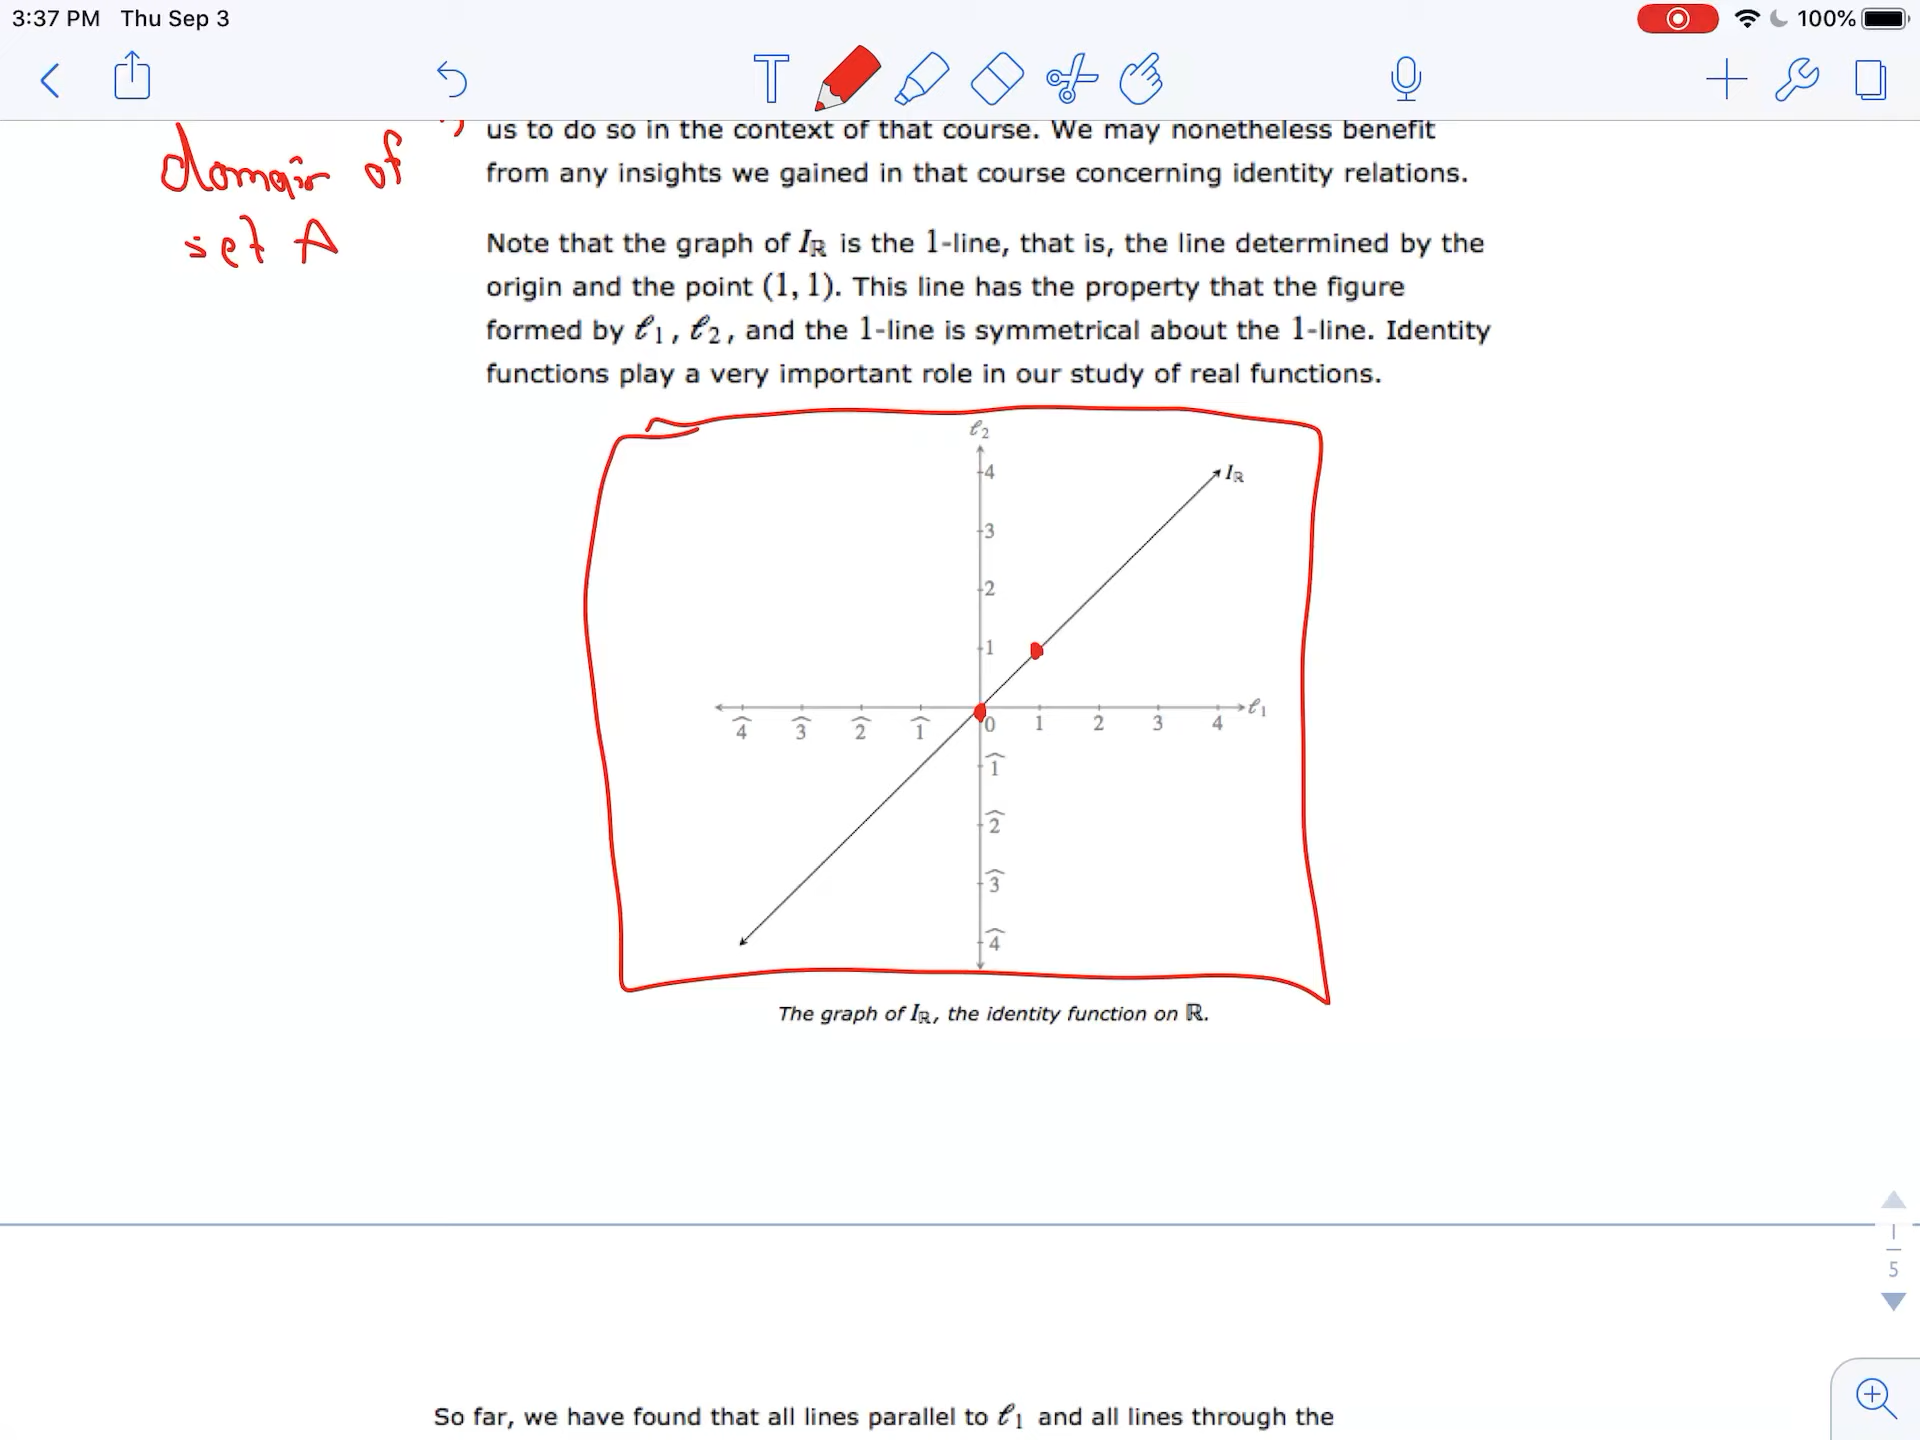 3:37 PM Thu Sep 3
100%
T
domain of
set A
us to do so in the context of that course. We may nonetheless benefit
from any insights we gained in that course concerning identity relations.
Note that the graph of Iℝ is the 1-line, that is, the line determined by the
origin and the point (1, 1). This line has the property that the figure
formed by ℓ1, ℓ2, and the 1-line is symmetrical about the 1-line. Identity
functions play a very important role in our study of real functions.
ℓ2
4
Iℝ
3
2
1
ℓ1
4̂ 3̂ 2̂ 1̂ 0 1 2 3 4
1̂
2̂
3̂
4̂
The graph of Iℝ, the identity function on ℝ.
1
5
So far, we have found that all lines parallel to ℓ1 and all lines through the